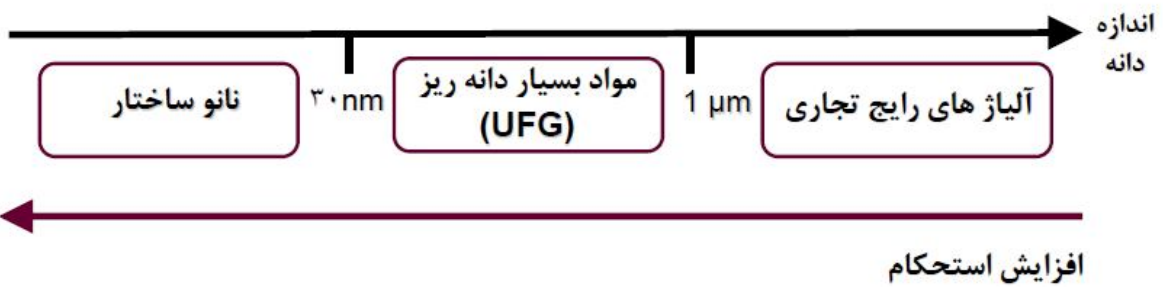 اندازه
دانه
آلیاژ های رایج تجاری
1 µm
مواد بسیار دانه ریز
(UFG)
۳۰nm
نانو ساختار
افزایش استحکام